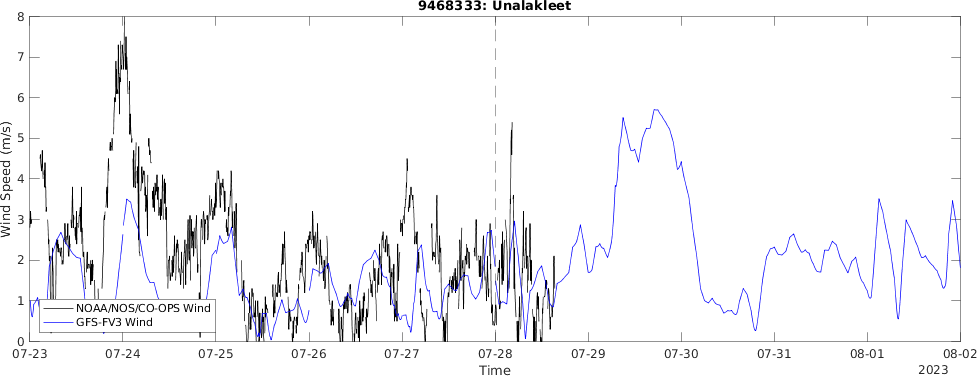 9468333: Unalakleet
8
7
6
5
4
3
2
1
0
Wind Speed (m/s)
NOAA/NOS/CO-OPS Wind
GFS-FV3 Wind
07-23 07-24 07-25 07-26 07-27 07-28 07-29 07-30 07-31 08-01 08-02
Time
2023